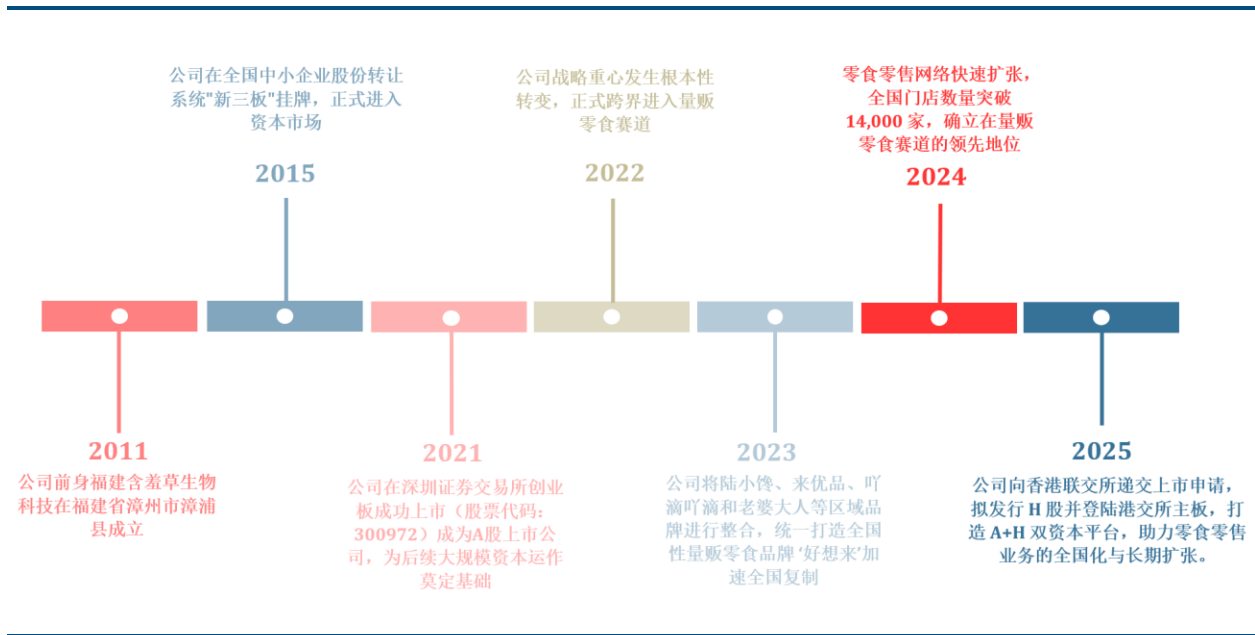 公司在全国中小企业股份转让
系统"新三板"挂牌，正式进入
资本市场
2015
公司战略重心发生根本性
转变，正式跨界进入量贩
零食赛道
2022
零食零售网络快速扩张，
全国门店数量突破
14,000 家，确立在量贩
零食赛道的领先地位
2024
2011
公司前身福建含羞草生物
科技在福建省漳州市漳浦
县成立
2021
公司在深圳证券交易所创业
板成功上市（股票代码：
300972）成为A股上市公
司，为后续大规模资本运作
奠定基础
2023
公司将陆小馋、来优品、吖
滴吖滴和老婆大人等区域品
牌进行整合，统一打造全国
性量贩零食品牌 ‘好想来’加
速全国复制
2025
公司向香港联交所递交上市申请，
拟发行 H 股并登陆港交所主板，打
造 A+H 双资本平台，助力零食零售
业务的全国化与长期扩张。